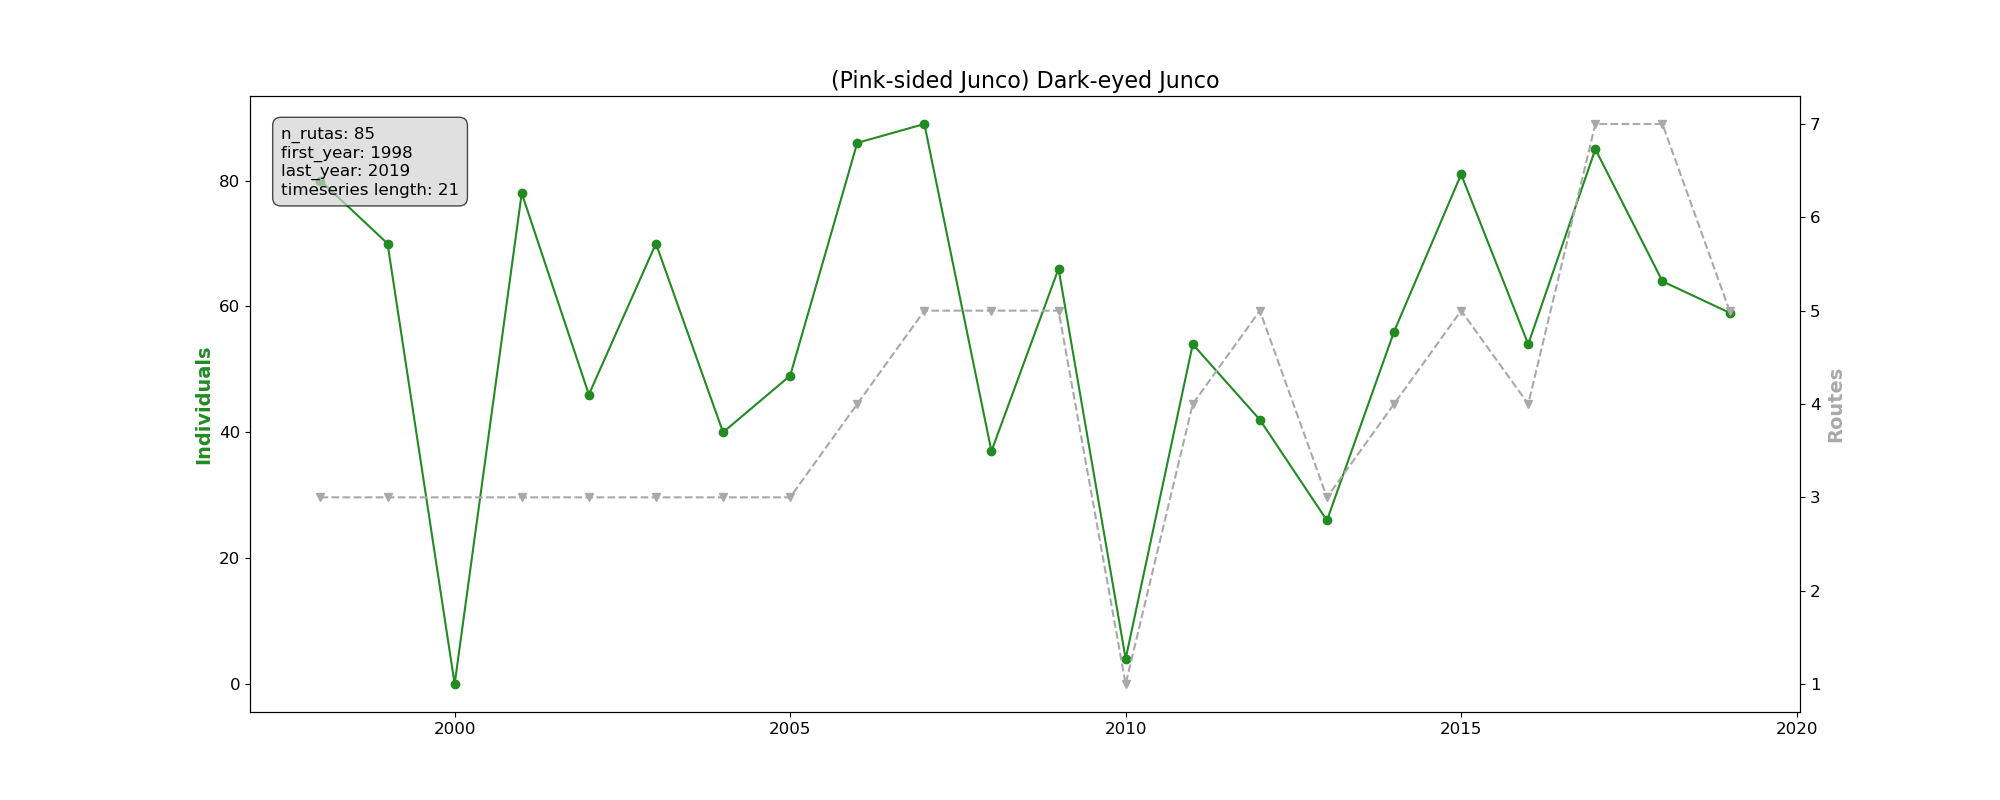 (Pink-sided Junco) Dark-eyed Junco
n_rutas: 85
first_year: 1998
last_year: 2019
timeseries length: 21
Individuals
80
60
40
20
0
7
6
5
4
3
2
1
Routes
2000
2005
2010
2015
2020